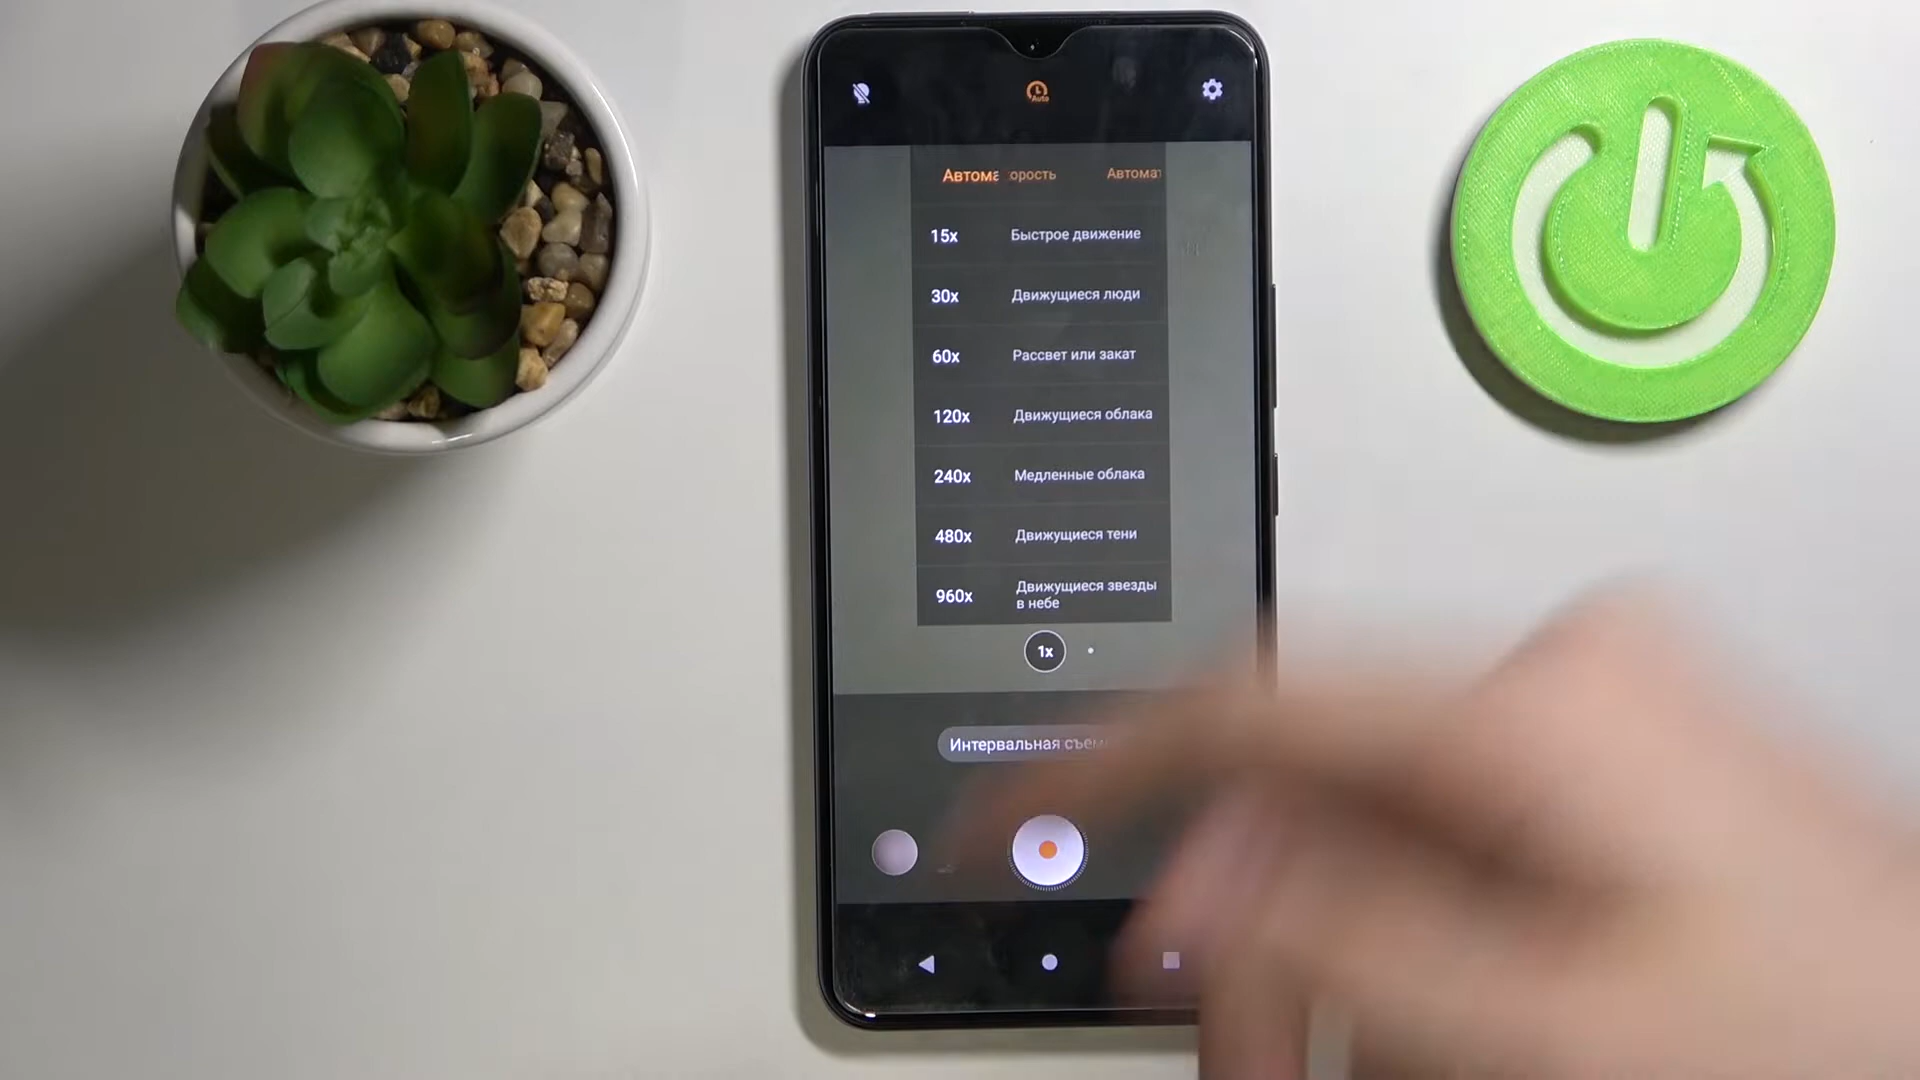 Auto
Автома орость Автомат
15x Быстрое движение
30x Движущиеся люди
60x Рассвет или закат
120x Движущиеся облака
240x Медленные облака
480x Движущиеся тени
960x Движущиеся звезды
в небе
1x
Интервальная съем